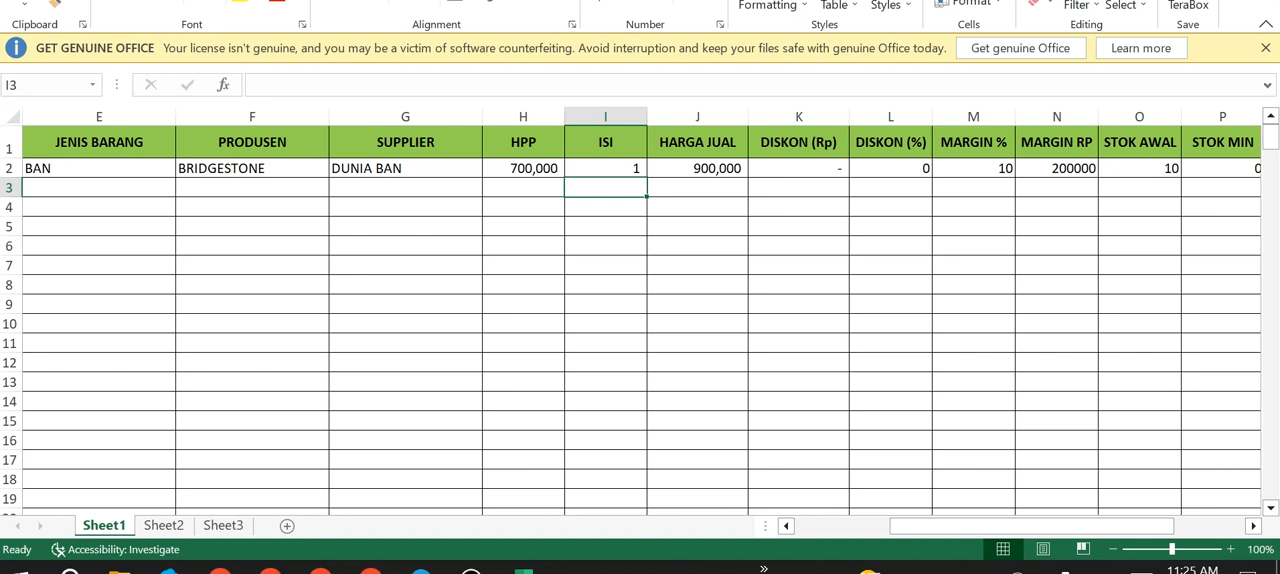 Formatting Table Styles Format Filter Select TeraBox
Clipboard Font Alignment Number Styles Cells Editing Save
GET GENUINE OFFICE Your license isn't genuine, and you may be a victim of software counterfeiting. Avoid interruption and keep your files safe with genuine Office today. Get genuine Office Learn more
I3 fx
E F G H I J K L M N O P
1 JENIS BARANG PRODUSEN SUPPLIER HPP ISI HARGA JUAL DISKON (Rp) DISKON (%) MARGIN % MARGIN RP STOK AWAL STOK MIN
2 BAN BRIDGESTONE DUNIA BAN 700,000 1 900,000 - 0 10 200000 10 0
3
4
5
6
7
8
9
10
11
12
13
14
15
16
17
18
19
Sheet1 Sheet2 Sheet3
Ready Accessibility: Investigate 100%
11:25 AM